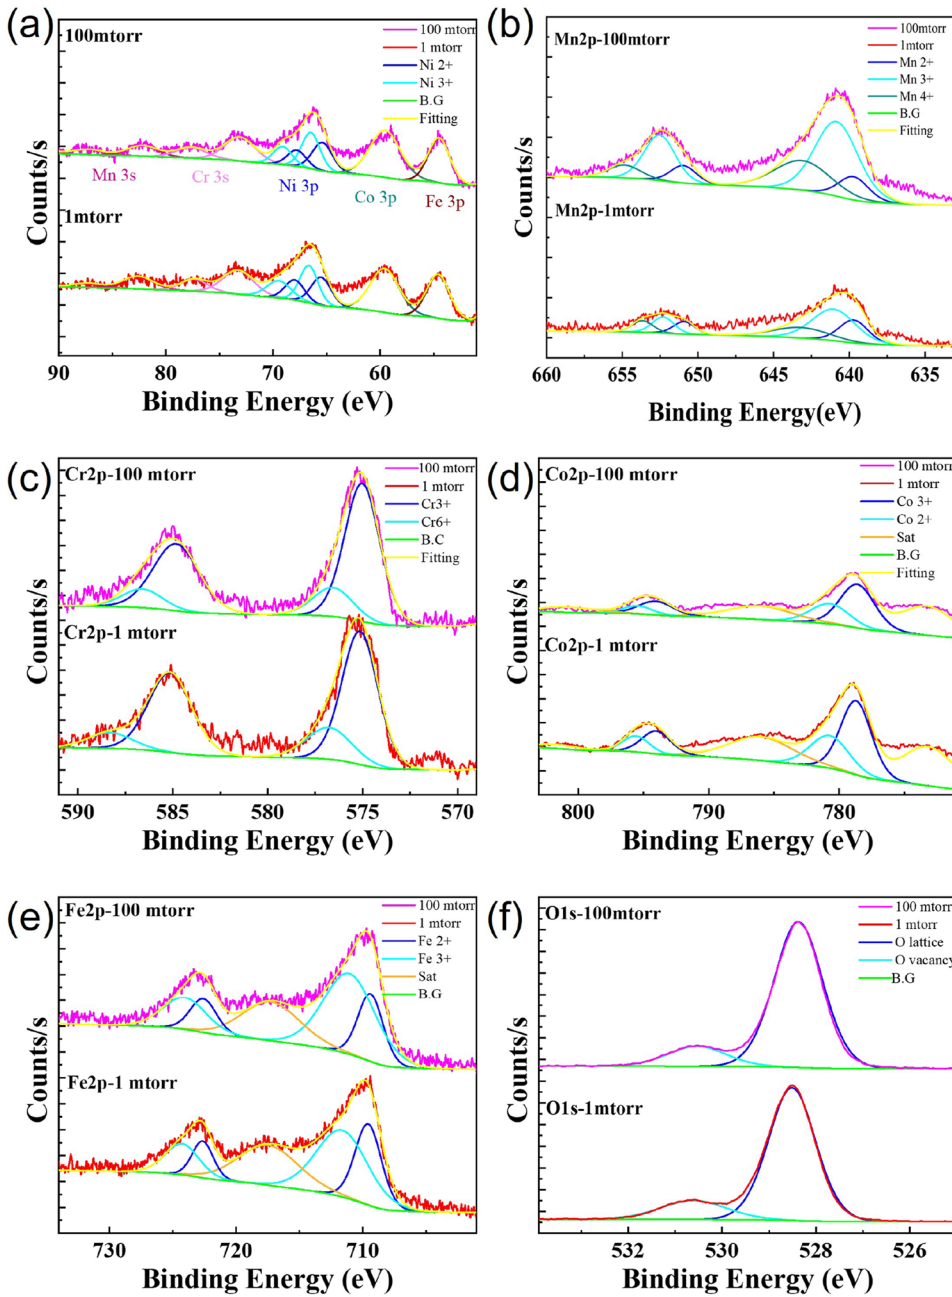 (a)
100mtorr
100 mtorr
1 mtorr
Ni 2+
Ni 3+
B.G
Fitting
Mn 3s
Cr 3s
Ni 3p
Co 3p
Fe 3p
1mtorr
Counts/s
90
80
70
60
Binding Energy (eV)
(b)
Mn2p-100mtorr
100mtorr
1mtorr
Mn 2+
Mn 3+
Mn 4+
B.G
Fitting
Mn2p-1mtorr
Counts/s
660
655
650
645
640
635
Binding Energy(eV)
(c)
Cr2p-100 mtorr
100 mtorr
1 mtorr
Cr3+
Cr6+
B.C
Fitting
Cr2p-1 mtorr
Counts/s
590
585
580
575
570
Binding Energy (eV)
(d)
Co2p-100 mtorr
100 mtorr
1 mtorr
Co 3+
Co 2+
Sat
B.G
Fitting
Co2p-1 mtorr
Counts/s
800
790
780
Binding Energy (eV)
(e)
Fe2p-100 mtorr
100 mtorr
1 mtorr
Fe 2+
Fe 3+
Sat
B.G
Fe2p-1 mtorr
Counts/s
730
720
710
Binding Energy (eV)
(f)
O1s-100mtorr
100 mtorr
1 mtorr
O lattice
O vacancy
B.G
O1s-1mtorr
Counts/s
532
530
528
526
Binding Energy (eV)